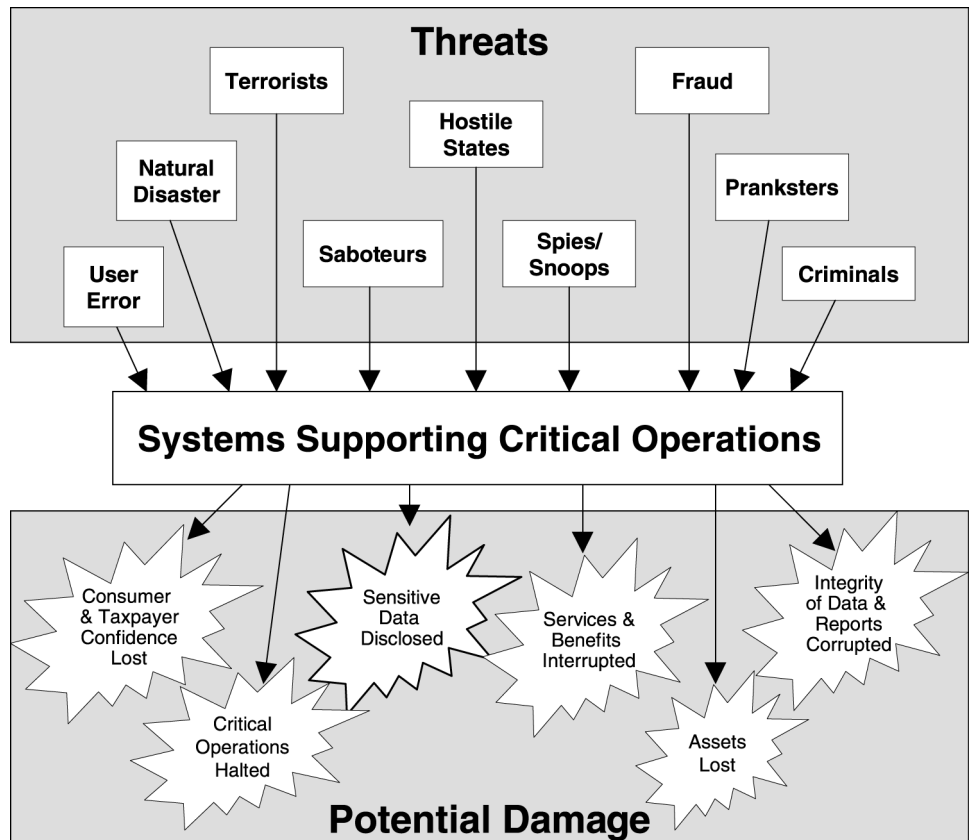 Threats
Terrorists
Fraud
Hostile
States
Natural
Disaster
Pranksters
Saboteurs
Spies/
Snoops
User
Error
Criminals
Systems Supporting Critical Operations
Consumer
& Taxpayer
Confidence
Lost
Sensitive
Data
Disclosed
Services &
Benefits
Interrupted
Integrity
of Data &
Reports
Corrupted
Critical
Operations
Halted
Assets
Lost
Potential Damage